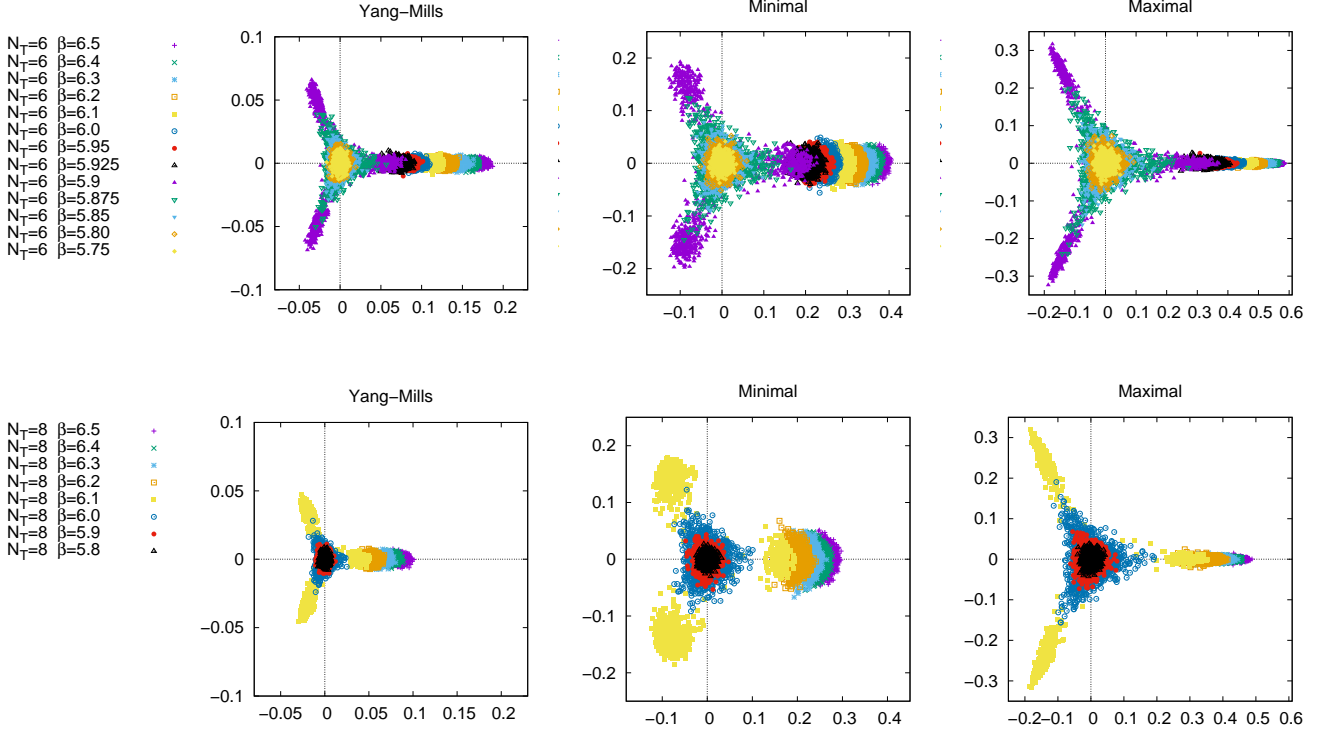 Yang−Mills
Minimal
Maximal
N_T=6 β=6.5
N_T=6 β=6.4
N_T=6 β=6.3
N_T=6 β=6.2
N_T=6 β=6.1
N_T=6 β=6.0
N_T=6 β=5.95
N_T=6 β=5.925
N_T=6 β=5.9
N_T=6 β=5.875
N_T=6 β=5.85
N_T=6 β=5.80
N_T=6 β=5.75
0.1
0.05
0
−0.05
−0.1
−0.05 0 0.05 0.1 0.15 0.2
0.2
0.1
0
−0.1
−0.2
−0.1 0 0.1 0.2 0.3 0.4
0.3
0.2
0.1
0
−0.1
−0.2
−0.3
−0.2 −0.1 0 0.1 0.2 0.3 0.4 0.5 0.6
Yang−Mills
Minimal
Maximal
N_T=8 β=6.5
N_T=8 β=6.4
N_T=8 β=6.3
N_T=8 β=6.2
N_T=8 β=6.1
N_T=8 β=6.0
N_T=8 β=5.9
N_T=8 β=5.8
0.1
0.05
0
−0.05
−0.1
−0.05 0 0.05 0.1 0.15 0.2
0.2
0.1
0
−0.1
−0.2
−0.1 0 0.1 0.2 0.3 0.4
0.3
0.2
0.1
0
−0.1
−0.2
−0.3
−0.2 −0.1 0 0.1 0.2 0.3 0.4 0.5 0.6